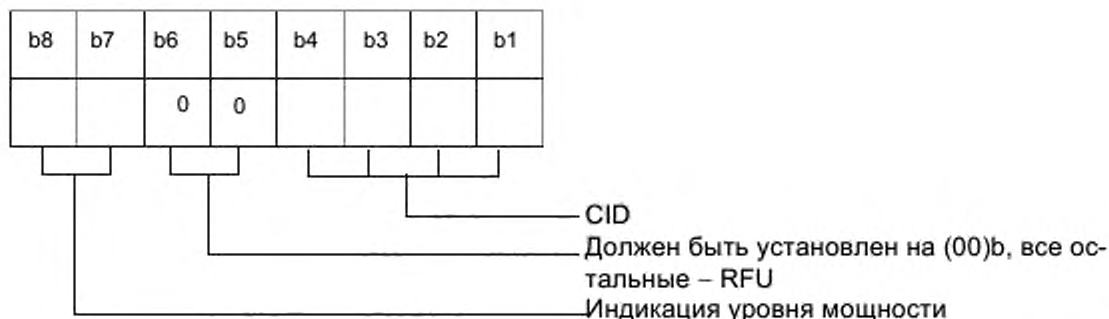 b8 b7 b6 b5 b4 b3 b2 b1
0 0
CID
Должен быть установлен на (00)b, все ос-
тальные – RFU
Индикация уровня мощности